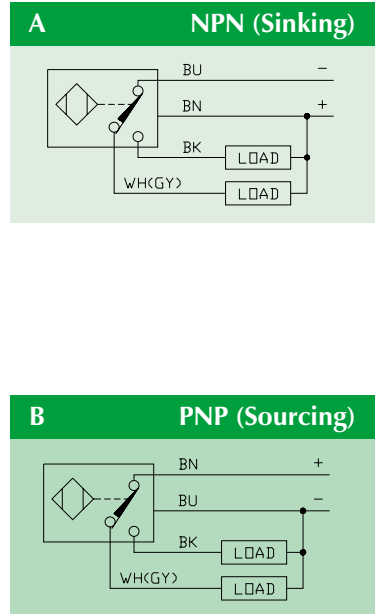 A NPN (Sinking)
BU –
BN +
BK LOAD
WH(GY) LOAD
B PNP (Sourcing)
BN +
BU –
BK LOAD
WH(GY) LOAD